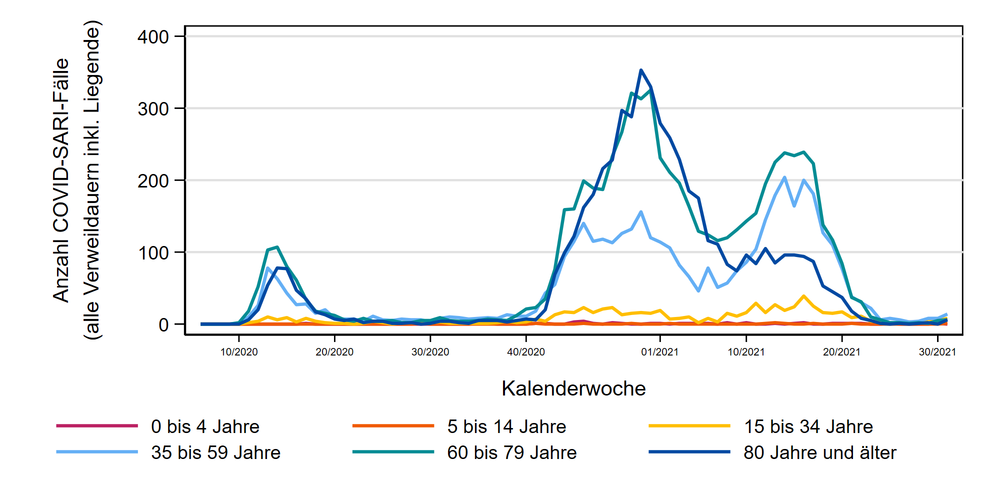 Anzahl COVID-SARI-Fälle
(alle Verweildauern inkl. Liegende)
400
300
200
100
0
10/2020 20/2020 30/2020 40/2020 01/2021 10/2021 20/2021 30/2021
Kalenderwoche
0 bis 4 Jahre 5 bis 14 Jahre 15 bis 34 Jahre
35 bis 59 Jahre 60 bis 79 Jahre 80 Jahre und älter